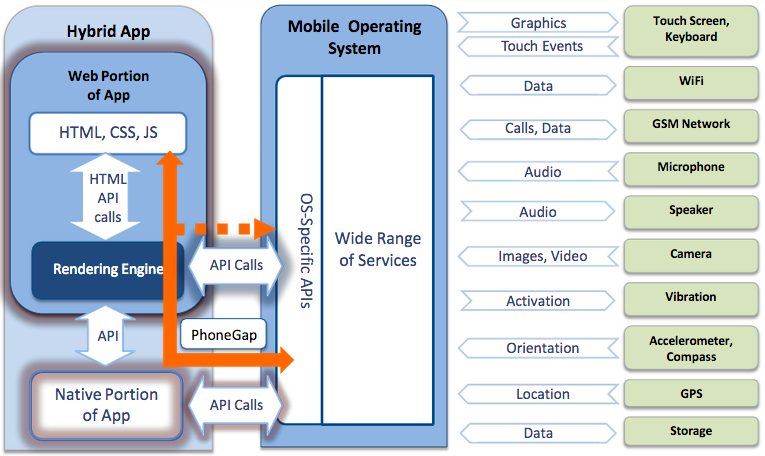 Hybrid App
Web Portion
of App
HTML, CSS, JS
HTML
API
calls
Rendering Engine
API
Native Portion
of App
API Calls
PhoneGap
API Calls
Mobile Operating
System
OS-Specific APIs
Wide Range
of Services
Graphics
Touch Events
Touch Screen,
Keyboard
Data
WiFi
Calls, Data
GSM Network
Audio
Microphone
Audio
Speaker
Images, Video
Camera
Activation
Vibration
Orientation
Accelerometer,
Compass
Location
GPS
Data
Storage